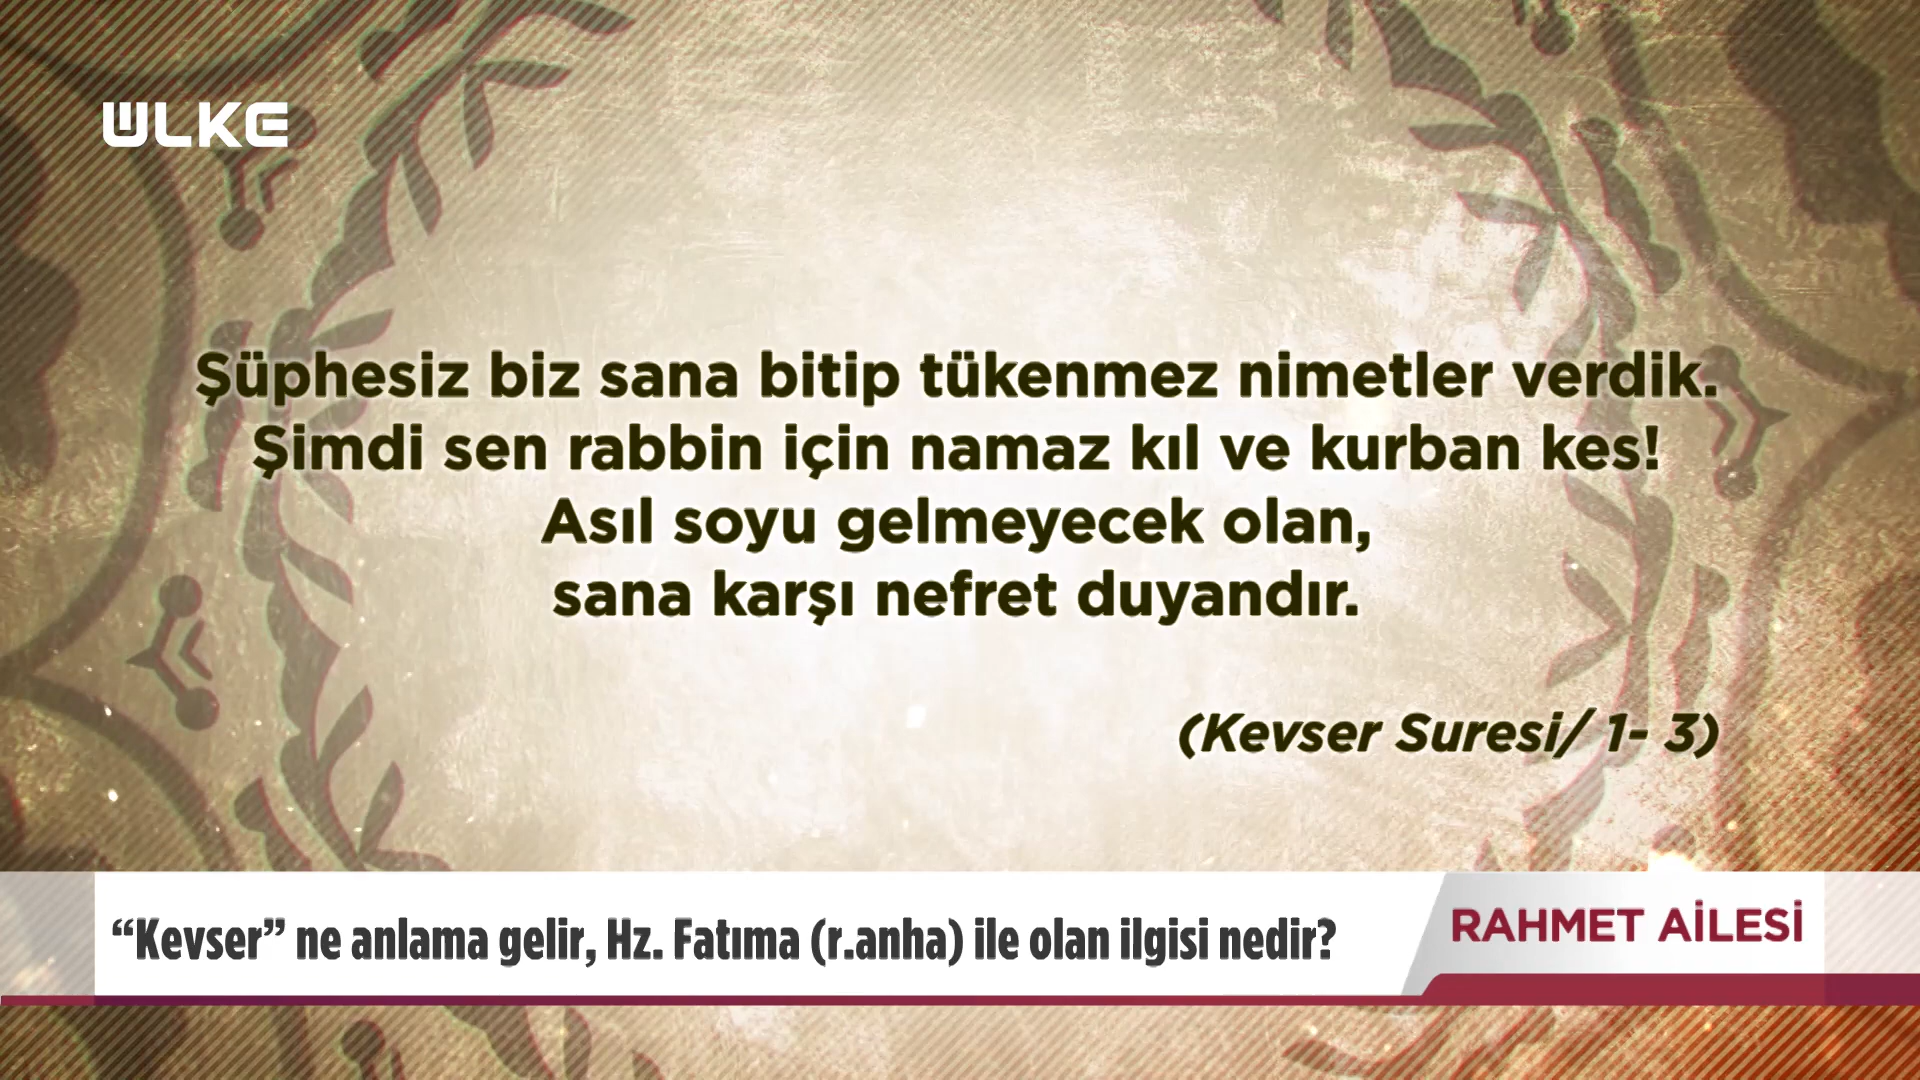 ÜLKE
Şüphesiz biz sana bitip tükenmez nimetler verdik.
Şimdi sen rabbin için namaz kıl ve kurban kes!
Asıl soyu gelmeyecek olan,
sana karşı nefret duyandır.
(Kevser Suresi/ 1- 3)
“Kevser” ne anlama gelir, Hz. Fatıma (r.anha) ile olan ilgisi nedir?
RAHMET AİLESİ